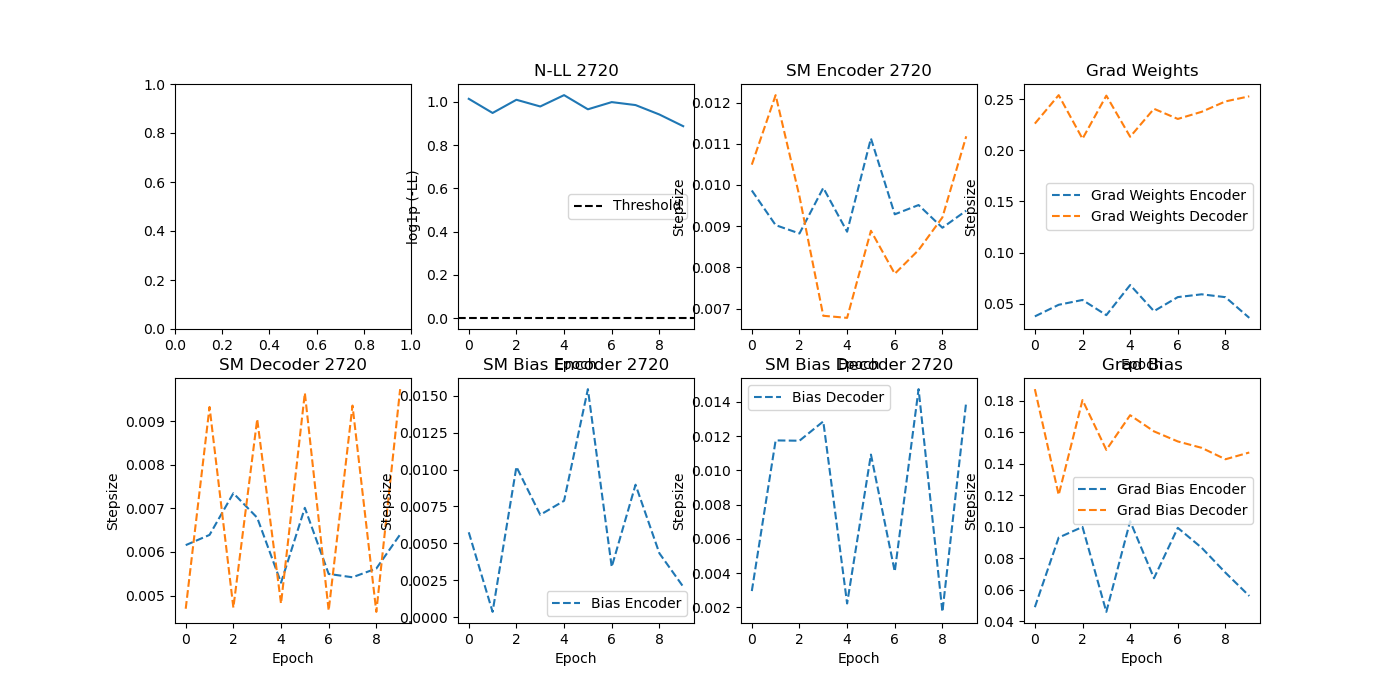 N-LL 2720
SM Encoder 2720
Grad Weights
1.0
0.8
0.6
0.4
0.2
0.0
0.0 0.2 0.4 0.6 0.8 1.0
log1p (-LL)
1.0
0.8
0.6
0.4
0.2
0.0
Threshold
0 2 4 6 8
Epoch
Stepsize
0.012
0.011
0.010
0.009
0.008
0.007
0 2 4 6 8
Epoch
Stepsize
0.25
0.20
0.05
Grad Weights Encoder
Grad Weights Decoder
0 2 4 6 8
Epoch
SM Decoder 2720
SM Bias Encoder 2720
SM Bias Decoder 2720
Grad Bias
Stepsize
0.009
0.008
0.007
0.006
0.005
0 2 4 6 8
Epoch
Stepsize
0.0150
0.0125
0.0100
0.0075
0.0050
0.0025
0.0000
Bias Encoder
0 2 4 6 8
Epoch
Stepsize
0.014
0.012
0.010
0.008
0.006
0.004
0.002
Bias Decoder
0 2 4 6 8
Epoch
Stepsize
0.18
0.16
0.14
0.12
0.10
0.08
0.06
0.04
Grad Bias Encoder
Grad Bias Decoder
0 2 4 6 8
Epoch